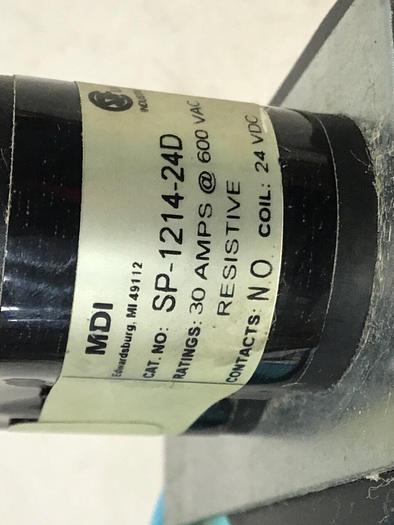 MDI
Edwardsburg, MI 49112
CAT. NO: SP-1214-24D
RATINGS: 30 AMPS @ 600 VAC
RESISTIVE
CONTACTS: N O COIL: 24 VDC